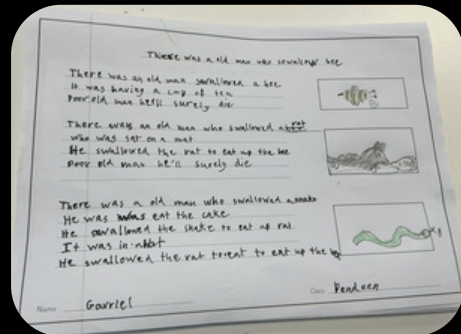 There was a old man who swallow bee
There was an old man swallowed a bee
He was having a cup of tea
Poor old man he'll surely die
There was an old man who swallowed a rat
who was sat on a mat
He swallowed the rat to eat up the bee
Poor old man he'll surely die
There was a old man who swallowed a snake
He was eat the cake
He swallowed the snake to eat up rat
It was in
He swallowed the rat to eat to eat up the
Name: Gavriel
Class: Pendeen